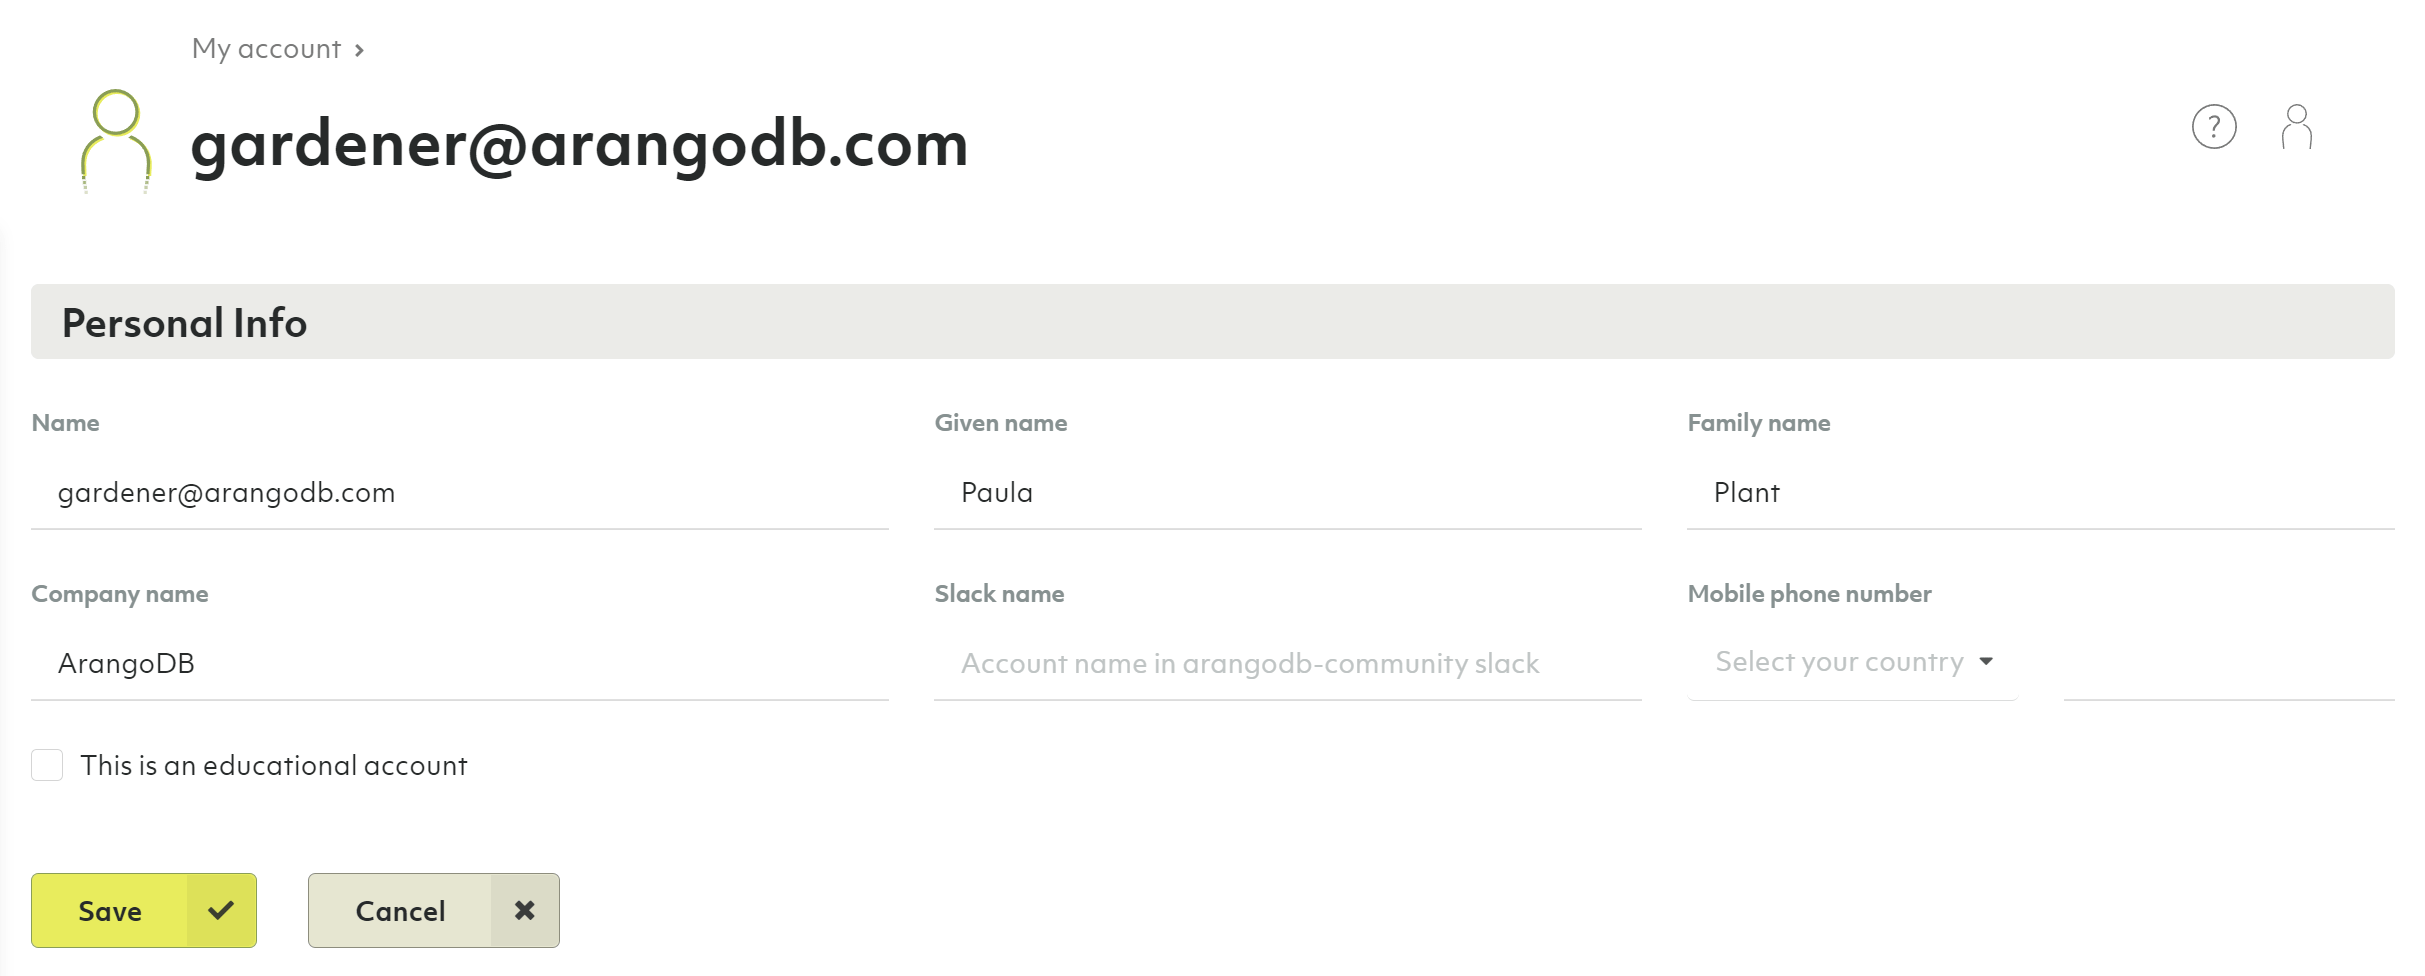 My account
gardener@arangodb.com
?
Personal Info
Name
Given name
Family name
gardener@arangodb.com
Paula
Plant
Company name
Slack name
Mobile phone number
ArangoDB
Account name in arangodb-community slack
Select your country
This is an educational account
Save
Cancel